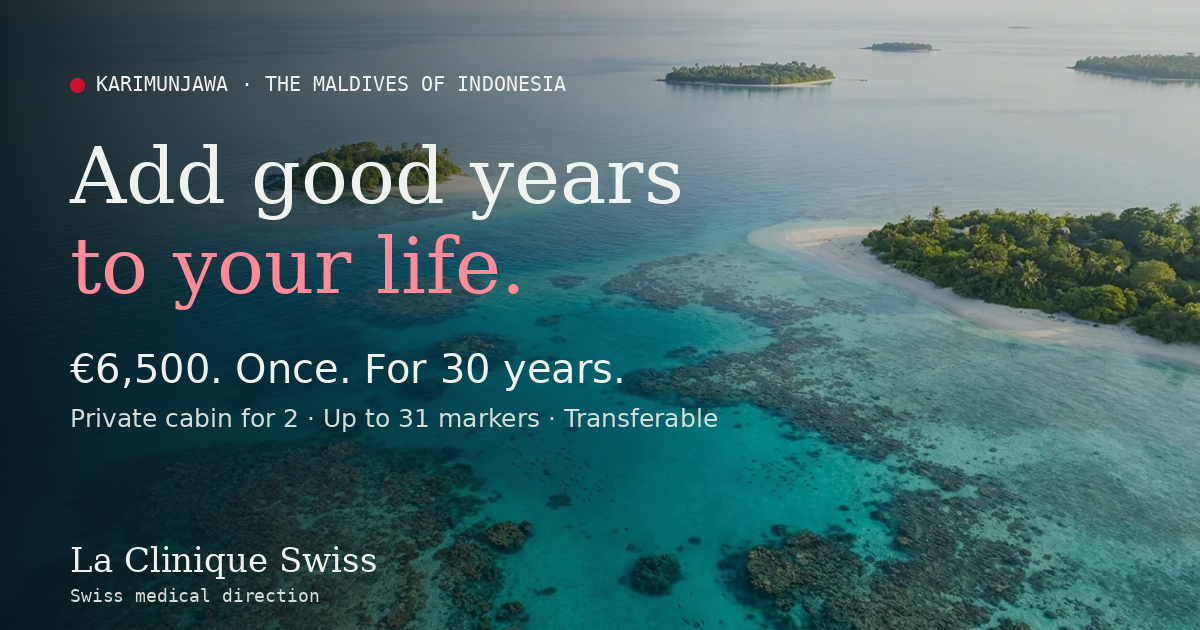 KARIMUNJAWA · THE MALDIVES OF INDONESIA
Add good years
to your life.
€6,500. Once. For 30 years.
Private cabin for 2 · Up to 31 markers · Transferable
La Clinique Swiss
Swiss medical direction